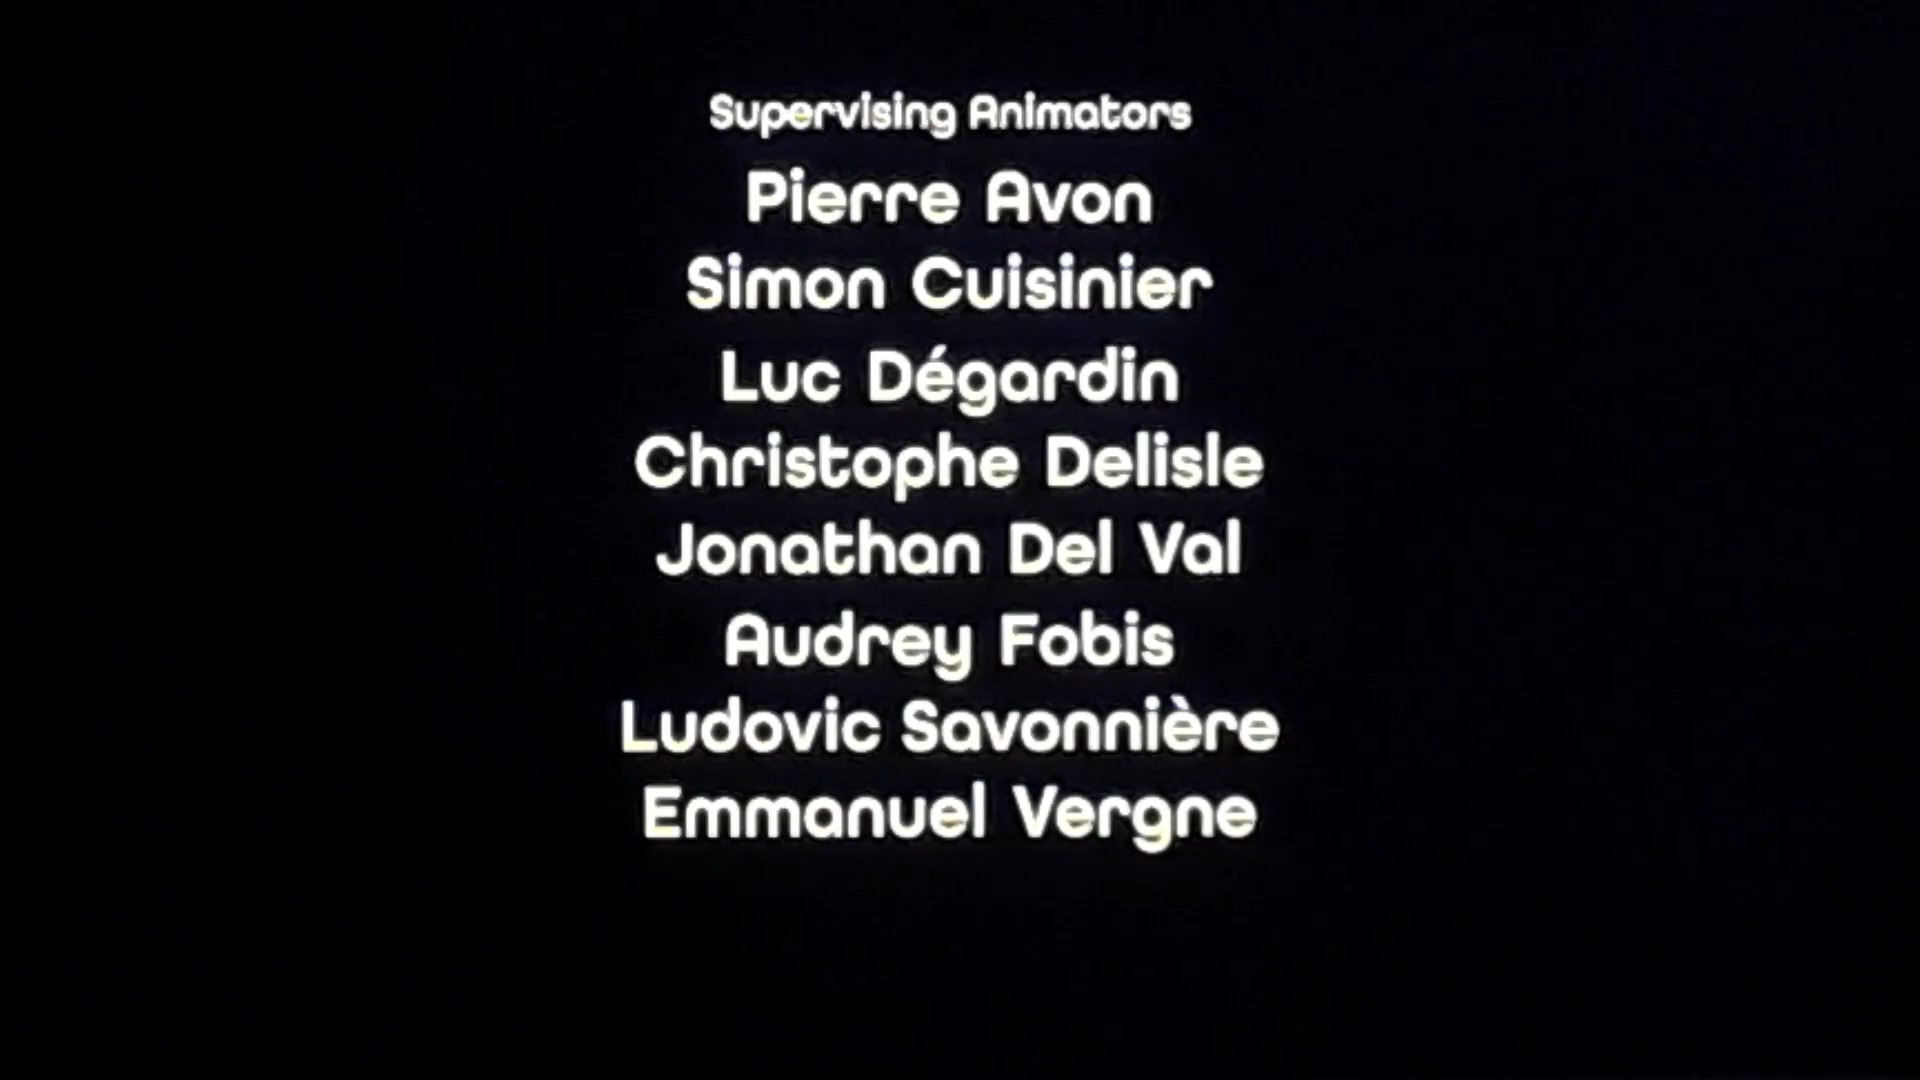 Supervising Animators
Pierre Avon
Simon Cuisinier
Luc Dégardin
Christophe Delisle
Jonathan Del Val
Audrey Fobis
Ludovic Savonnière
Emmanuel Vergne